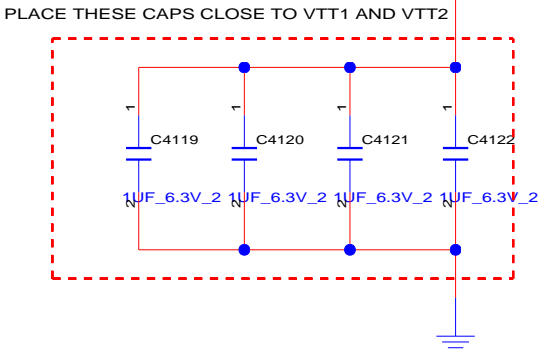 PLACE THESE CAPS CLOSE TO VTT1 AND VTT2
1 1 1 1
C4119 C4120 C4121 C4122
1UF_6.3V_2 1UF_6.3V_2 1UF_6.3V_2 1UF_6.3V_2
2 2 2 2